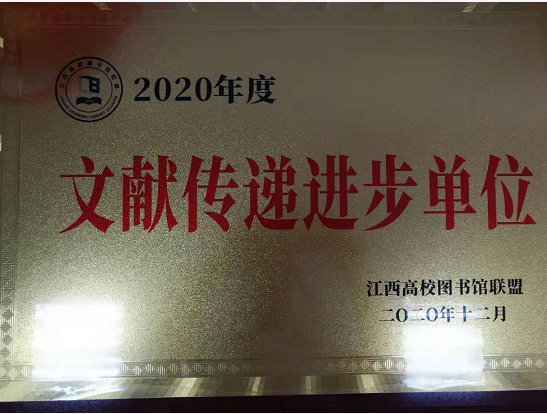 2020年度
文献传递进步单位
江西高校图书馆联盟
二〇二〇年十二月